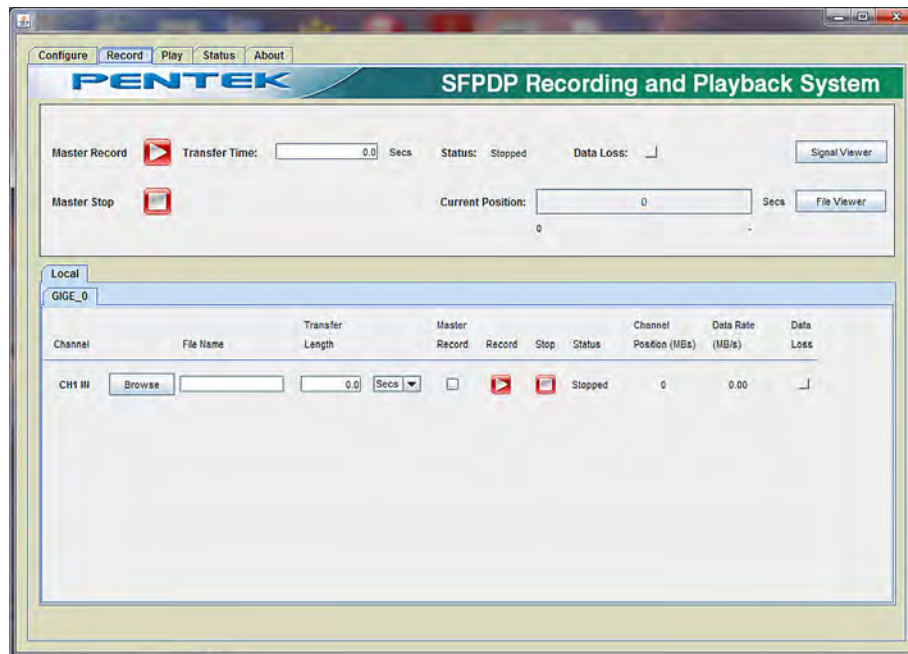 Configure Record Play Status About
PENTEK SFPDP Recording and Playback System
Master Record Transfer Time: 0.0 Secs Status: Stopped Data Loss: Signal Viewer
Master Stop Current Position: 0 Secs File Viewer
0 -
Local
GIGE_0
Transfer Master Channel Data Rate Data
Channel File Name Length Record Record Stop Status Position (MBs) (MB/s) Loss
CH1 IN Browse 0.0 Secs Stopped 0 0.00